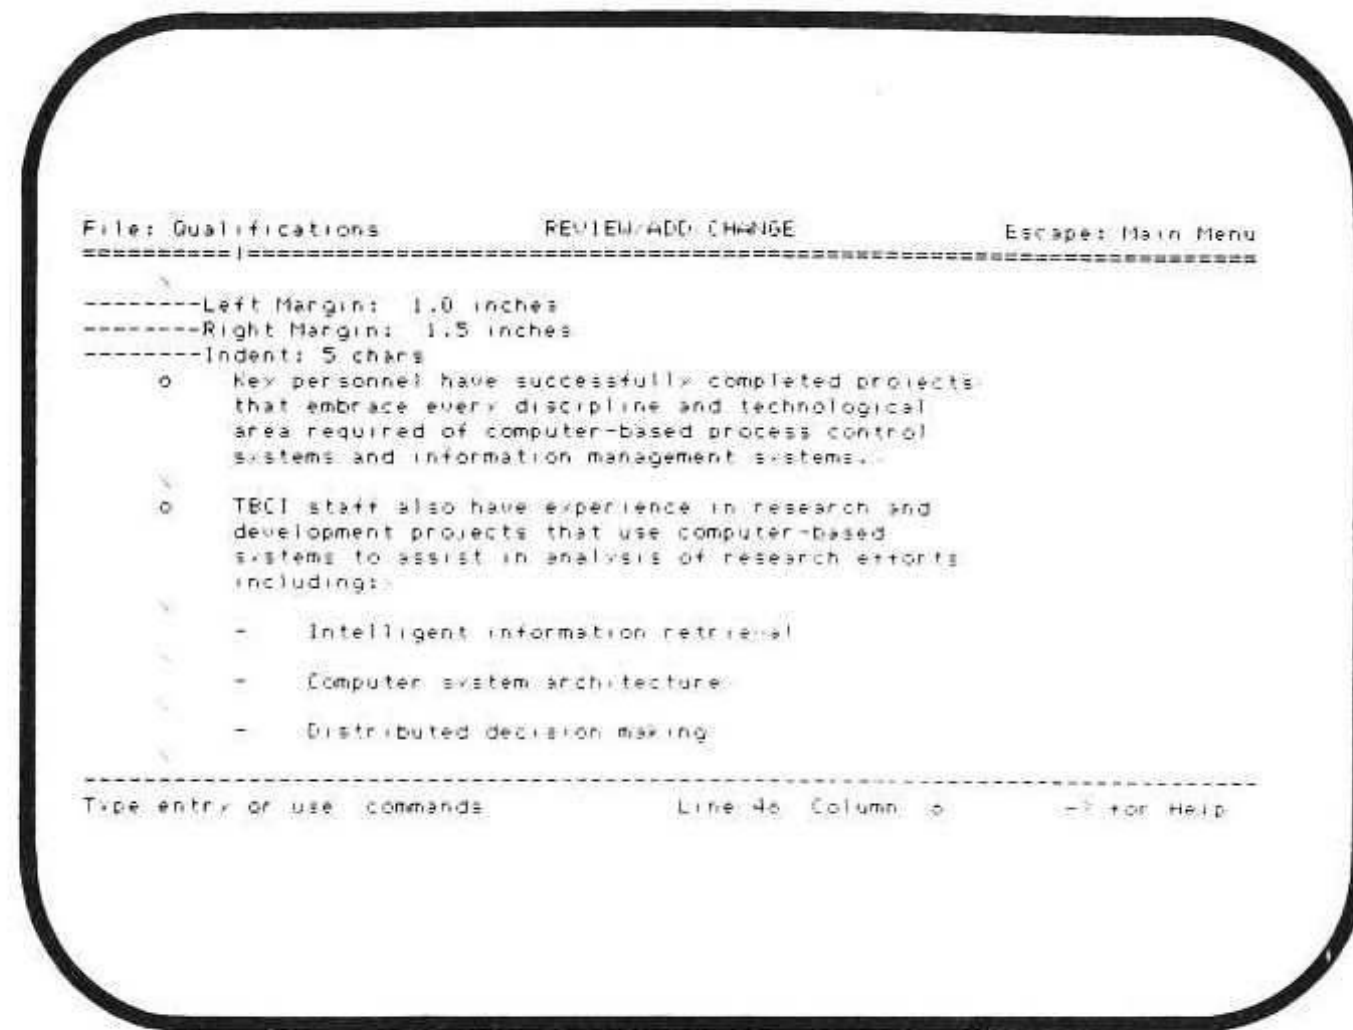 File: Qualifications REVIEW/ADD/CHANGE Escape: Main Menu
==========|=====================================================================
--------Left Margin: 1.0 inches
--------Right Margin: 1.5 inches
--------Indent: 5 chars
o Key personnel have successfully completed projects
that embrace every discipline and technological
area required of computer-based process control
systems and information management systems.
o TBCI staff also have experience in research and
development projects that use computer-based
systems to assist in analysis of research efforts
including:
- Intelligent information retrieval
- Computer system architecture
- Distributed decision making
--------------------------------------------------------------------------------
Type entry or use commands Line Column for Help